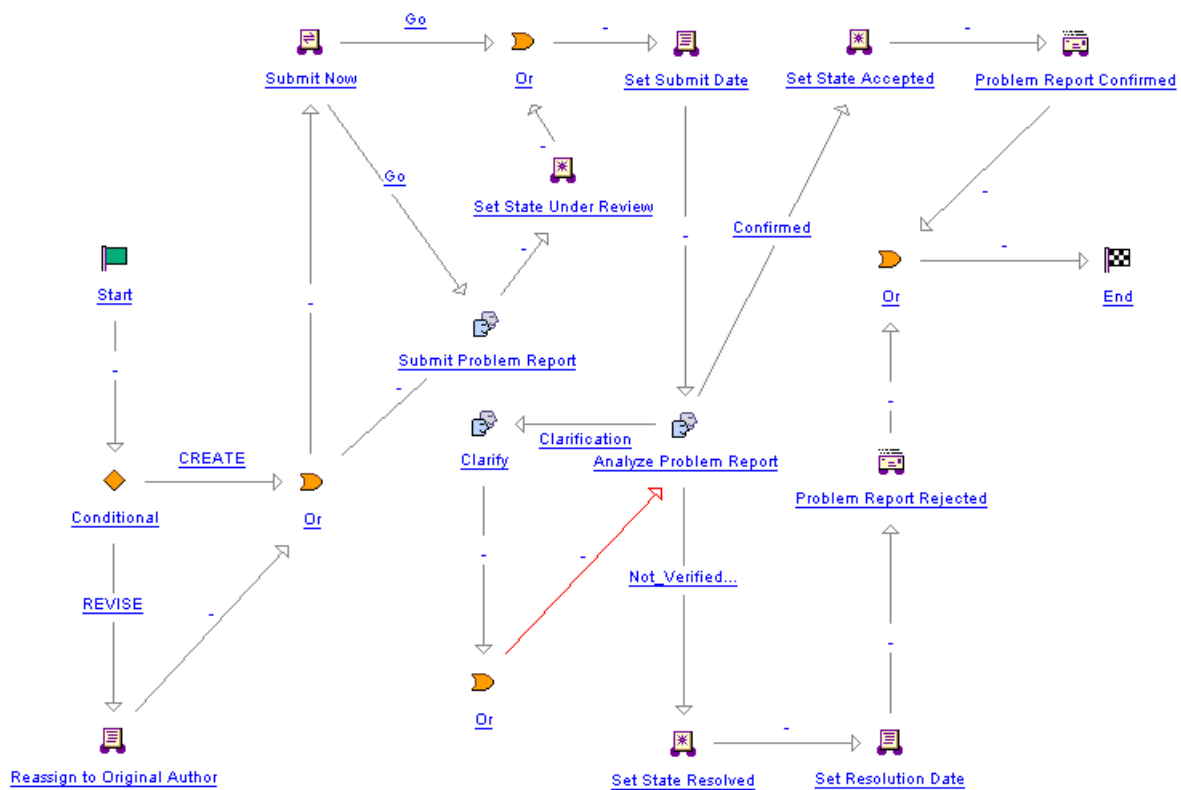 Go
-
-
Submit Now
Or
Set Submit Date
Set State Accepted
Problem Report Confirmed
-
Go
-
Set State Under Review
Confirmed
-
-
-
-
Start
Or
End
-
Submit Problem Report
-
-
-
Clarification
Clarify
Analyze Problem Report
CREATE
Problem Report Rejected
Conditional
Or
-
-
Not_Verified...
REVISE
-
-
Or
-
Reassign to Original Author
Set State Resolved
Set Resolution Date